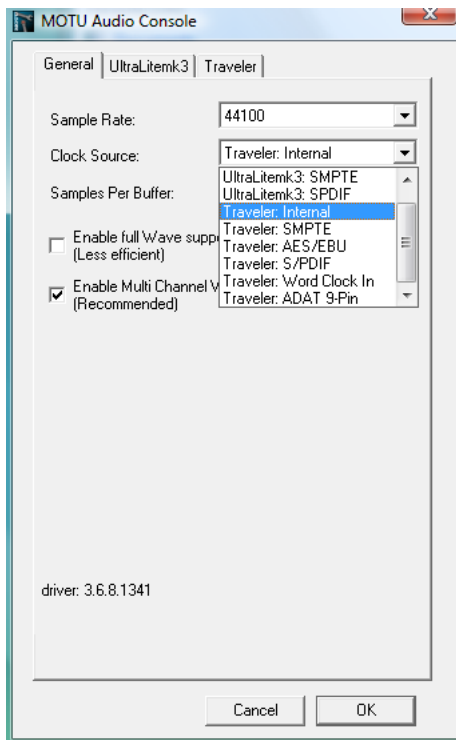 MOTU Audio Console
General UltraLitemk3 Traveler
Sample Rate: 44100
Clock Source: Traveler: Internal
UltraLitemk3: SMPTE
Samples Per Buffer: UltraLitemk3: SPDIF
Traveler: Internal
Traveler: SMPTE
Enable full Wave supp
Traveler: AES/EBU
(Less efficient)
Traveler: S/PDIF
Enable Multi Channel V Traveler: Word Clock In
(Recommended) Traveler: ADAT 9-Pin
driver: 3.6.8.1341
Cancel OK